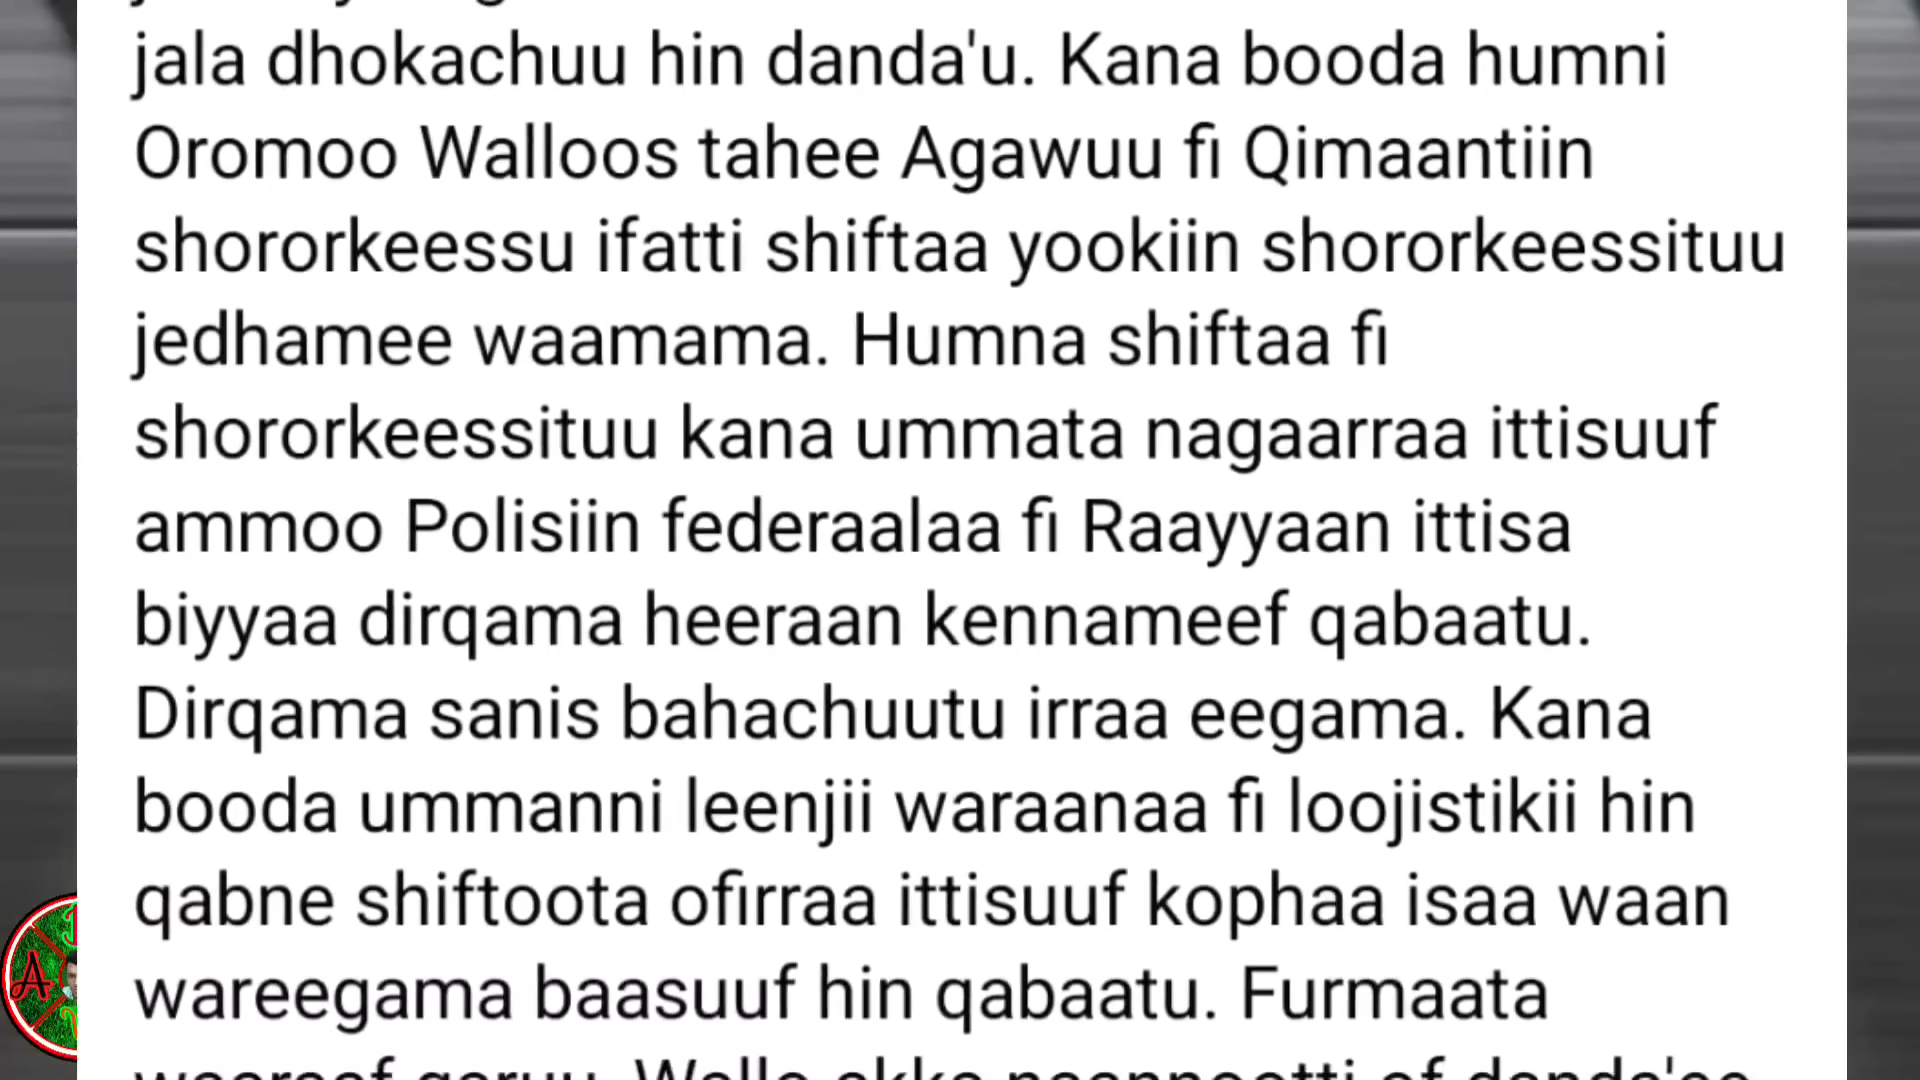 jala dhokachuu hin danda'u. Kana booda humni
Oromoo Walloos tahee Agawuu fi Qimaantiin
shororkeessu ifatti shiftaa yookiin shororkeessituu
jedhamee waamama. Humna shiftaa fi
shororkeessituu kana ummata nagaarraa ittisuuf
ammoo Polisiin federaalaa fi Raayyaan ittisa
biyyaa dirqama heeraan kennameef qabaatu.
Dirqama sanis bahachuutu irraa eegama. Kana
booda ummanni leenjii waraanaa fi loojistikii hin
qabne shiftoota ofirraa ittisuuf kophaa isaa waan
wareegama baasuuf hin qabaatu. Furmaata
A